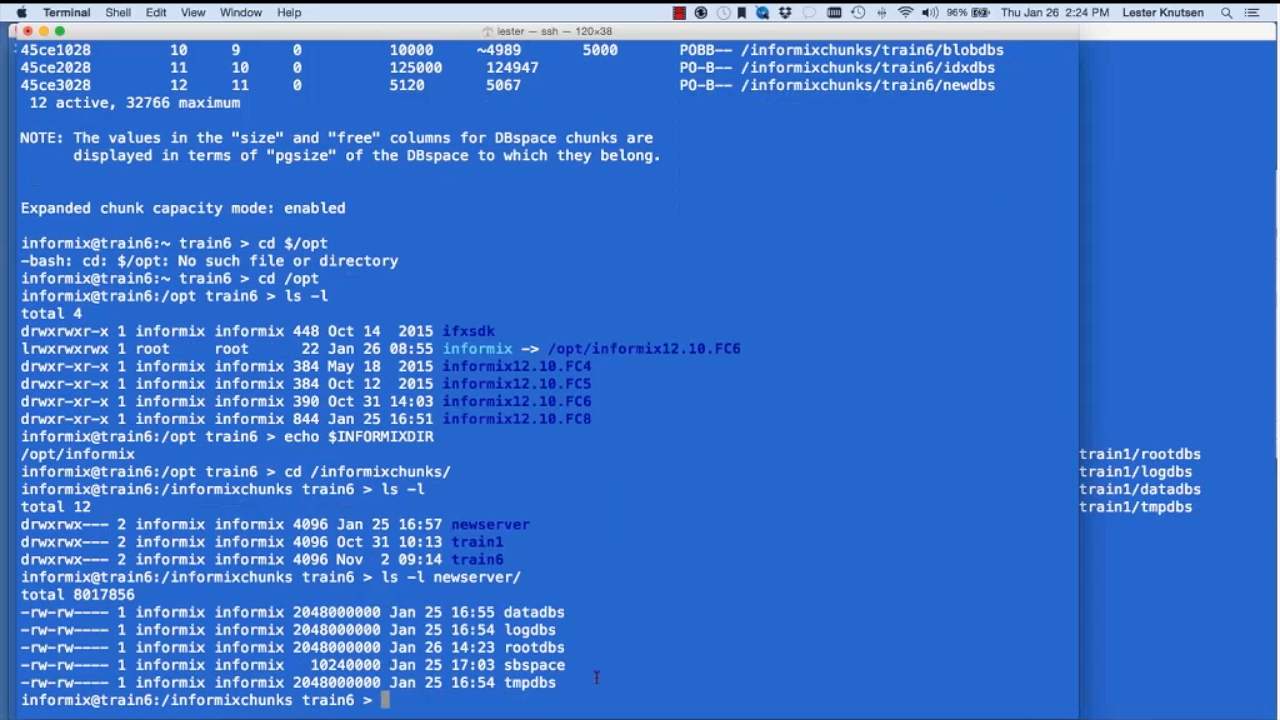 Terminal Shell Edit View Window Help 96% Thu Jan 26 2:24 PM Lester Knutsen
lester — ssh — 120×38
45ce1028 10 9 0 10000 ~4989 5000 POBB—— /informixchunks/train6/blobdbs
45ce2028 11 10 0 125000 124947 PO-B—— /informixchunks/train6/idxdbs
45ce3028 12 11 0 5120 5067 PO-B—— /informixchunks/train6/newdbs
12 active, 32766 maximum
NOTE: The values in the "size" and "free" columns for DBspace chunks are
displayed in terms of "pgsize" of the DBspace to which they belong.
Expanded chunk capacity mode: enabled
informix@train6:~ train6 > cd $/opt
-bash: cd: $/opt: No such file or directory
informix@train6:~ train6 > cd /opt
informix@train6:/opt train6 > ls -l
total 4
drwxrwxr-x 1 informix informix 448 Oct 14 2015 ifxsdk
lrwxrwxrwx 1 root root 22 Jan 26 08:55 informix -> /opt/informix12.10.FC6
drwxr-xr-x 1 informix informix 384 May 18 2015 informix12.10.FC4
drwxr-xr-x 1 informix informix 384 Oct 12 2015 informix12.10.FC5
drwxr-xr-x 1 informix informix 390 Oct 31 14:03 informix12.10.FC6
drwxr-xr-x 1 informix informix 844 Jan 25 16:51 informix12.10.FC8
informix@train6:/opt train6 > echo $INFORMIXDIR
/opt/informix
informix@train6:/opt train6 > cd /informixchunks/
informix@train6:/informixchunks train6 > ls -l
total 12
drwxrwx--- 2 informix informix 4096 Jan 25 16:57 newserver
drwxrwx--- 2 informix informix 4096 Oct 31 10:13 train1
drwxrwx--- 2 informix informix 4096 Nov 2 09:14 train6
informix@train6:/informixchunks train6 > ls -l newserver/
total 8017856
-rw-rw---- 1 informix informix 2048000000 Jan 25 16:55 datadbs
-rw-rw---- 1 informix informix 2048000000 Jan 25 16:54 logdbs
-rw-rw---- 1 informix informix 2048000000 Jan 26 14:23 rootdbs
-rw-rw---- 1 informix informix 10240000 Jan 25 17:03 sbspace
-rw-rw---- 1 informix informix 2048000000 Jan 25 16:54 tmpdbs
informix@train6:/informixchunks train6 >
train1/rootdbs
train1/logdbs
train1/datadbs
train1/tmpdbs